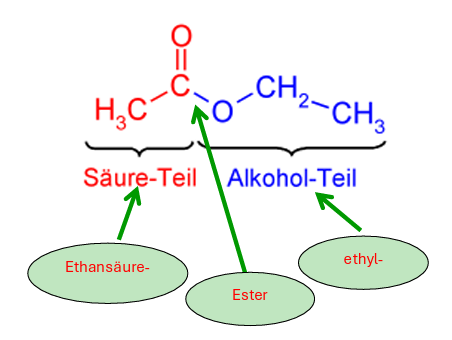 O
H₃C C O CH₂ CH₃
Säure-Teil Alkohol-Teil
Ethansäure- Ester ethyl-